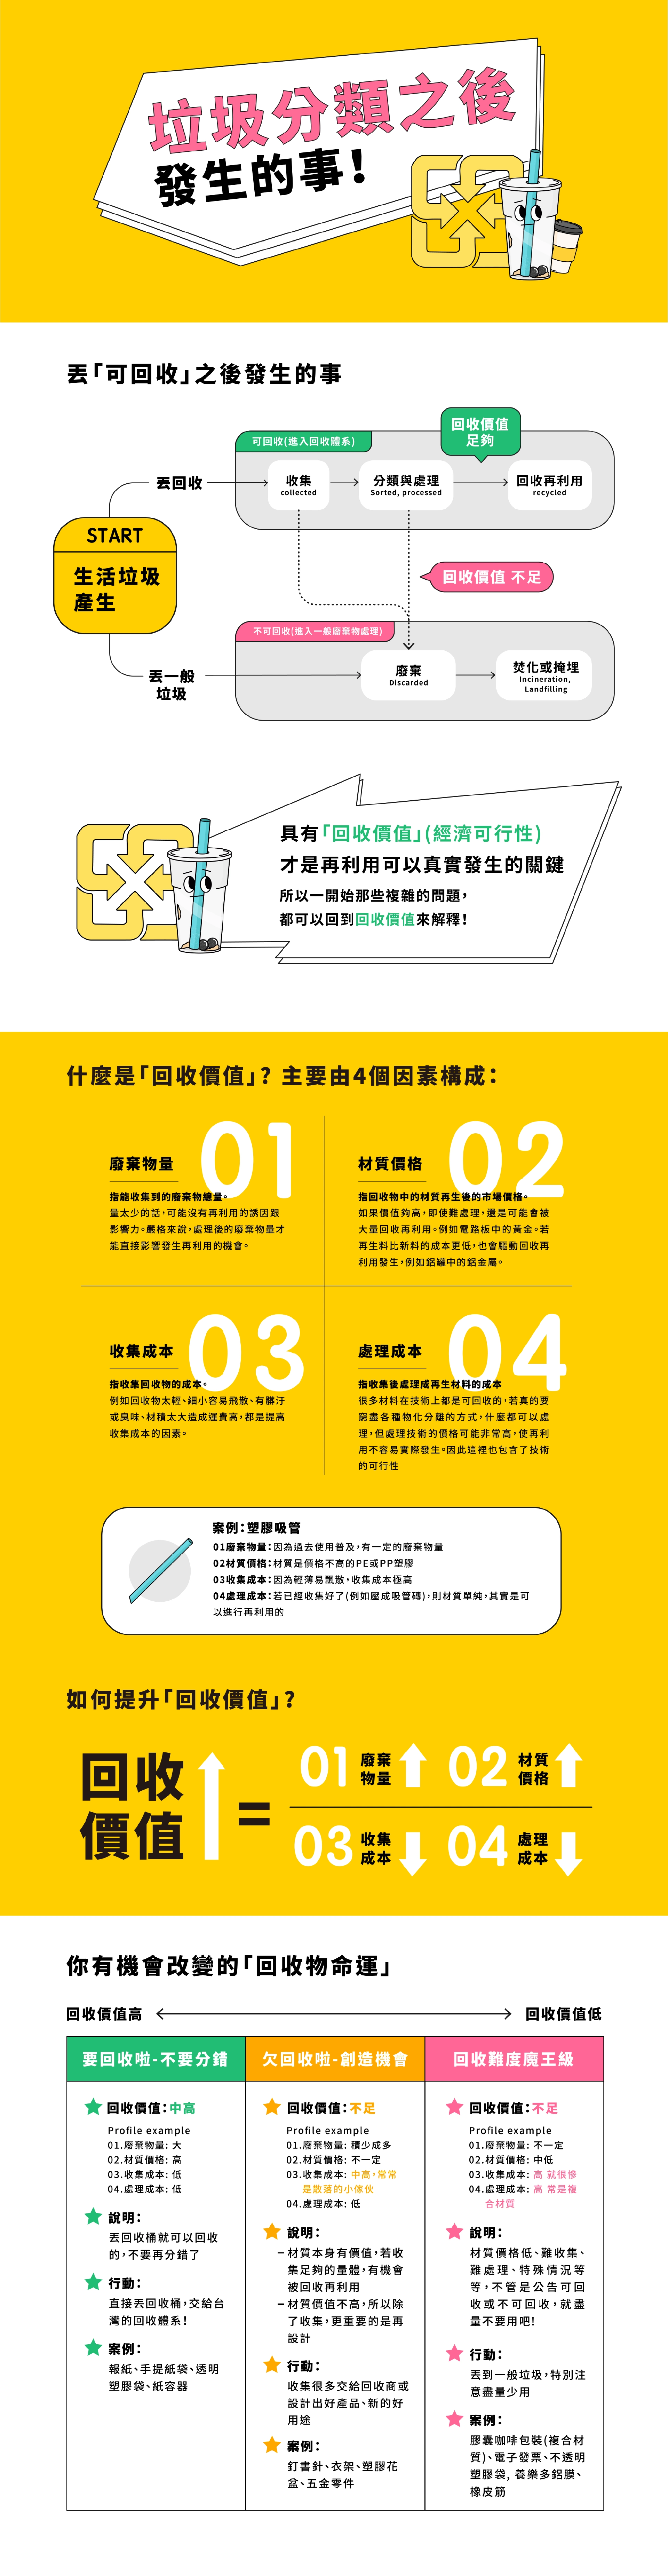 垃圾分類之後
發生的事!
丟「可回收」之後發生的事
回收價值
足夠
可回收(進入回收體系)
丟回收
收集
collected
分類與處理
Sorted, processed
回收再利用
recycled
START
生活垃圾
產生
回收價值 不足
不可回收(進入一般廢棄物處理)
丟一般
垃圾
廢棄
Discarded
焚化或掩埋
Incineration,
Landfilling
具有「回收價值」(經濟可行性)
才是再利用可以真實發生的關鍵
所以一開始那些複雜的問題，
都可以回到回收價值來解釋!
什麼是「回收價值」? 主要由4個因素構成：
廢棄物量 01
指能收集到的廢棄物總量。
量太少的話，可能沒有再利用的誘因跟
影響力。嚴格來說，處理後的廢棄物量才
能直接影響發生再利用的機會。
材質價格 02
指回收物中的材質再生後的市場價格。
如果價值夠高，即使難處理，還是可能會被
大量回收再利用。例如電路板中的黃金。若
再生料比新料的成本更低，也會驅動回收再
利用發生，例如鋁罐中的鋁金屬。
收集成本 03
指收集回收物的成本。
例如回收物太輕、細小容易飛散、有髒汙
或臭味、材積太大造成運費高，都是提高
收集成本的因素。
處理成本 04
指收集後處理成再生材料的成本
很多材料在技術上都是可回收的，若真的要
窮盡各種物化分離的方式，什麼都可以處
理，但處理技術的價格可能非常高，使再利
用不容易實際發生。因此這裡也包含了技術
的可行性
案例：塑膠吸管
01廢棄物量：因為過去使用普及，有一定的廢棄物量
02材質價格：材質是價格不高的PE或PP塑膠
03收集成本：因為輕薄易飄散，收集成本極高
04處理成本：若已經收集好了(例如壓成吸管磚)，則材質單純，其實是可
以進行再利用的
如何提升「回收價值」?
回收
價值
=
01 廢棄
物量
02 材質
價格
03 收集
成本
04 處理
成本
你有機會改變的「回收物命運」
回收價值高
回收價值低
要回收啦-不要分錯
回收價值：中高
Profile example
01.廢棄物量：大
02.材質價格：高
03.收集成本：低
04.處理成本：低
說明：
丟回收桶就可以回收
的，不要再分錯了
行動：
直接丟回收桶，交給台
灣的回收體系!
案例：
報紙、手提紙袋、透明
塑膠袋、紙容器
欠回收啦-創造機會
回收價值：不足
Profile example
01.廢棄物量：積少成多
02.材質價格：不一定
03.收集成本：中高，常常
是散落的小傢伙
04.處理成本：低
說明：
–材質本身有價值，若收
集足夠的量體，有機會
被回收再利用
–材質價值不高，所以除
了收集，更重要的是再
設計
行動：
收集很多交給回收商或
設計出好產品、新的好
用途
案例：
釘書針、衣架、塑膠花
盆、五金零件
回收難度魔王級
回收價值：不足
Profile example
01.廢棄物量：不一定
02.材質價格：中低
03.收集成本：高 就很慘
04.處理成本：高 常是複
合材質
說明：
材質價格低、難收集、
難處理、特殊情況等
等，不管是公告可回
收或不可回收，就盡
量不要用吧!
行動：
丟到一般垃圾，特別注
意盡量少用
案例：
膠囊咖啡包裝(複合材
質)、電子發票、不透明
塑膠袋, 養樂多鋁膜、
橡皮筋